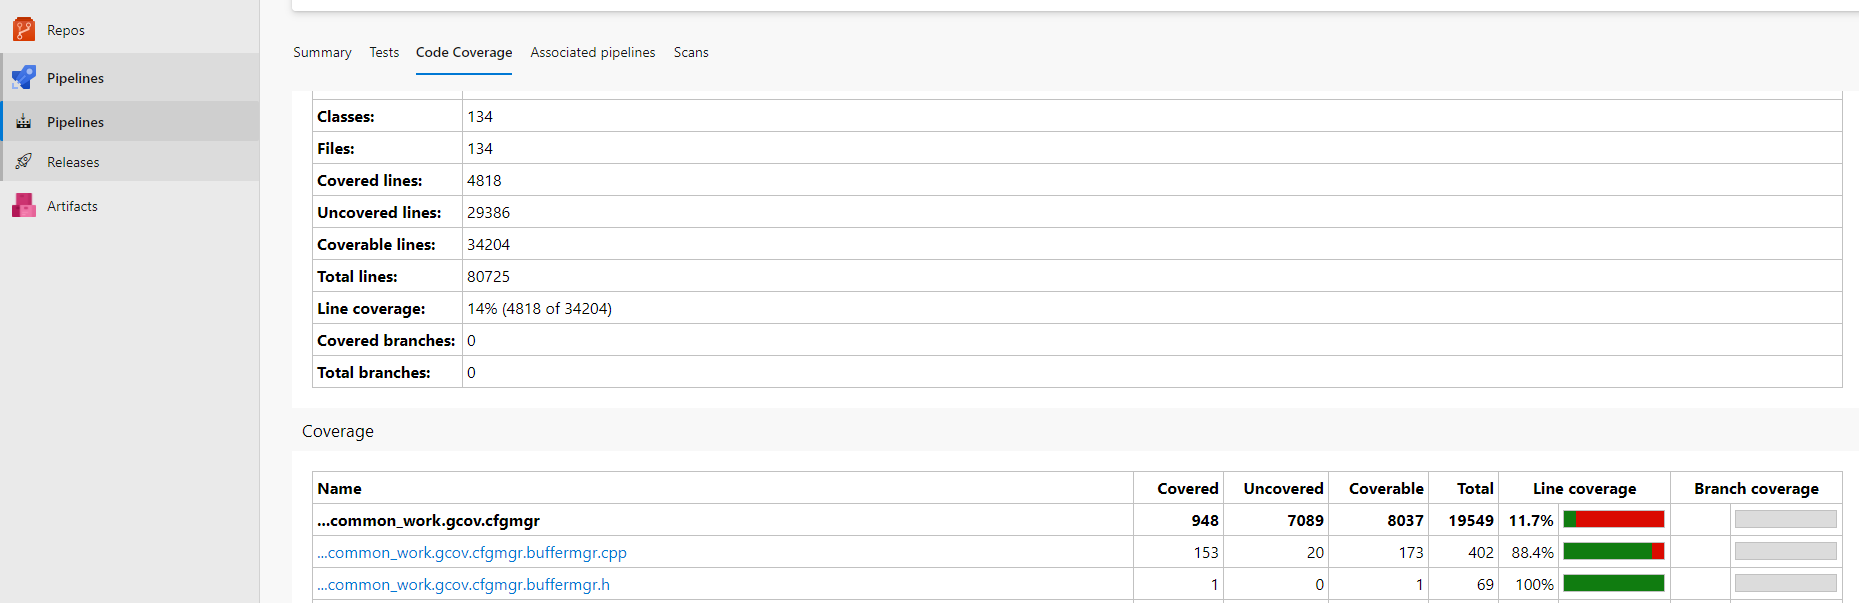 Repos
Pipelines
Pipelines
Releases
Artifacts
Summary Tests Code Coverage Associated pipelines Scans
Classes: 134
Files: 134
Covered lines: 4818
Uncovered lines: 29386
Coverable lines: 34204
Total lines: 80725
Line coverage: 14% (4818 of 34204)
Covered branches: 0
Total branches: 0
Coverage
Name Covered Uncovered Coverable Total Line coverage Branch coverage
...common_work.gcov.cfgmgr 948 7089 8037 19549 11.7%
...common_work.gcov.cfgmgr.buffermgr.cpp 153 20 173 402 88.4%
...common_work.gcov.cfgmgr.buffermgr.h 1 0 1 69 100%